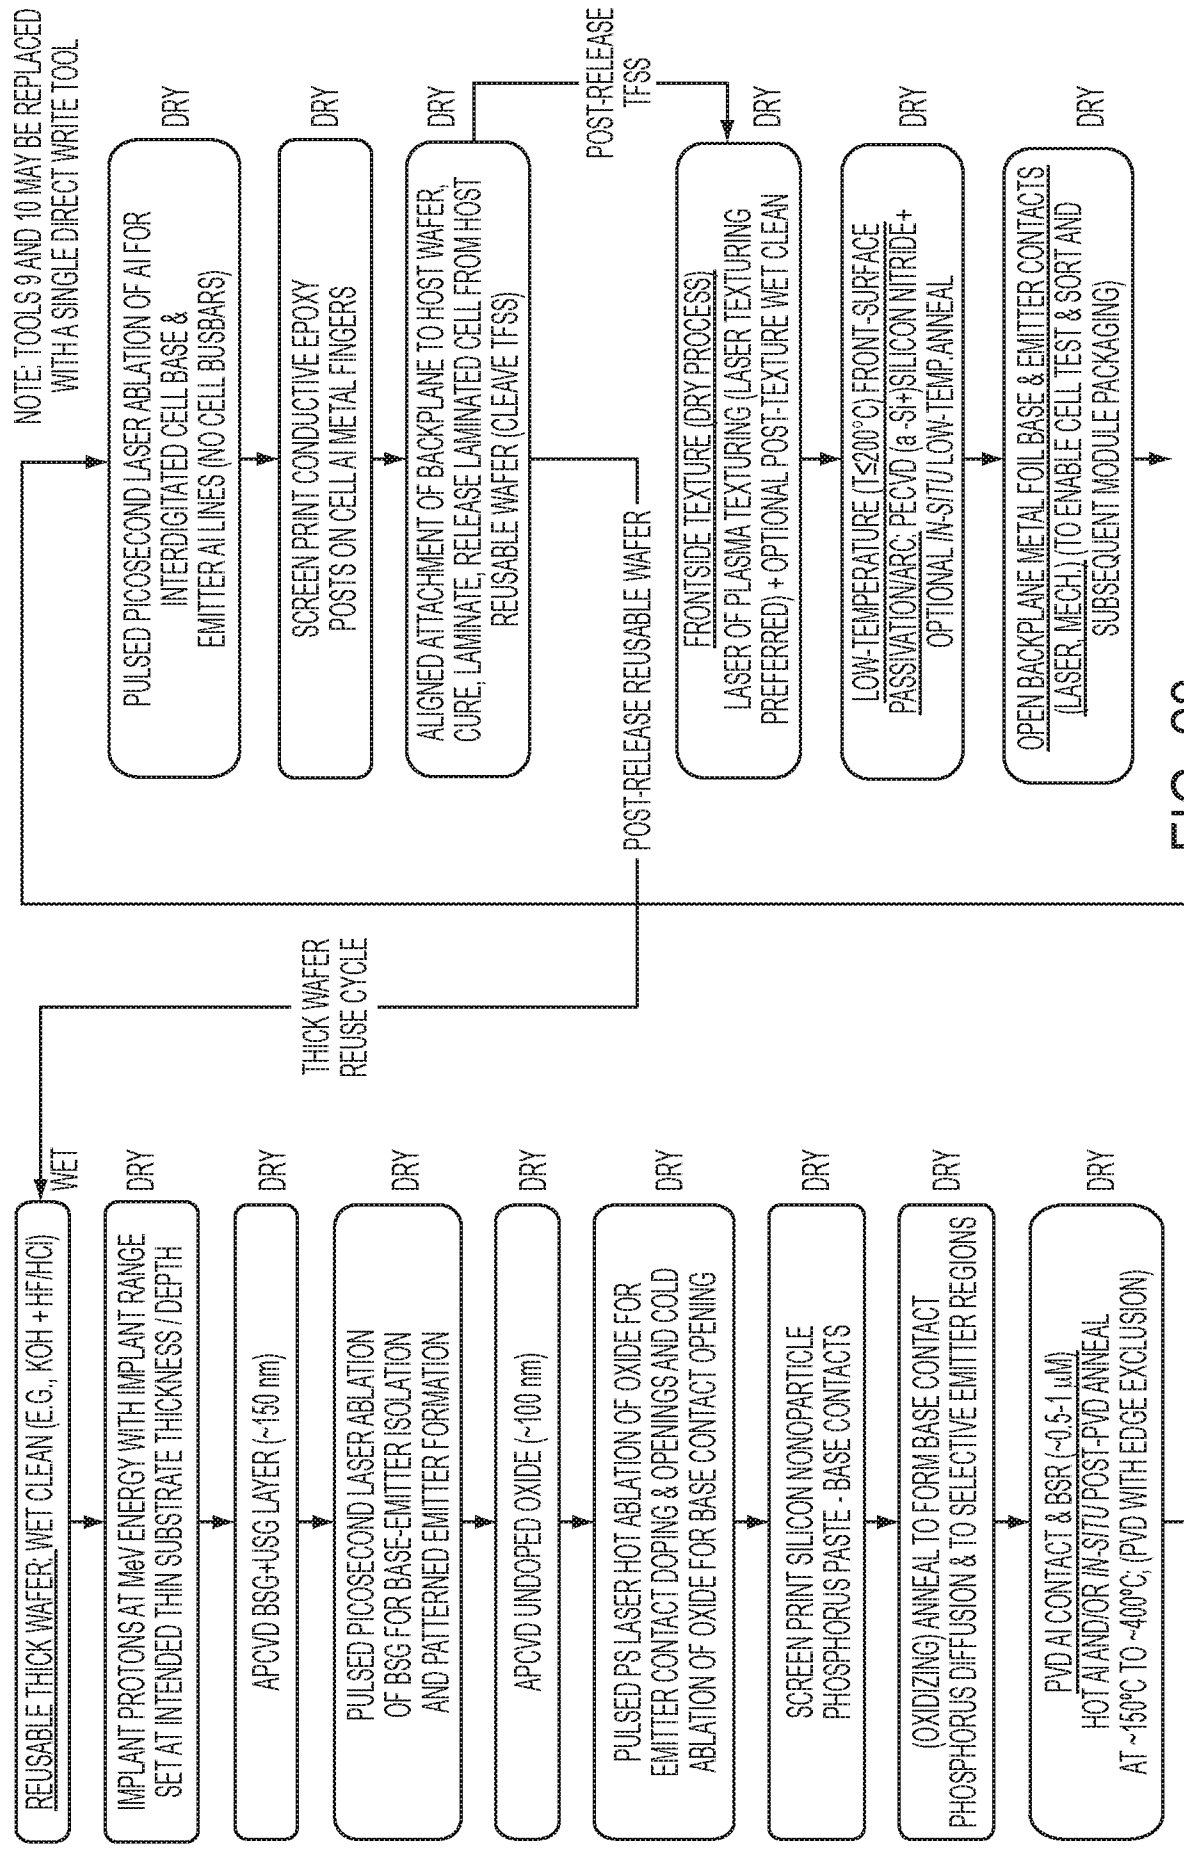 REUSABLE THICK WAFER WET CLEAN (E.G., KOH + HF/HCl)
WET
IMPLANT PROTONS AT MeV ENERGY WITH IMPLANT RANGE
SET AT INTENDED THIN SUBSTRATE THICKNESS / DEPTH
DRY
APCVD BSG+USG LAYER (~150 nm)
DRY
PULSED PICOSECOND LASER ABLATION
OF BSG FOR BASE-EMITTER ISOLATION
AND PATTERNED EMITTER FORMATION
DRY
APCVD UNDOPED OXIDE (~100 nm)
DRY
PULSED PS LASER HOT ABLATION OF OXIDE FOR
EMITTER CONTACT DOPING & OPENINGS AND COLD
ABLATION OF OXIDE FOR BASE CONTACT OPENING
DRY
SCREEN PRINT SILICON NONOPARTICLE
PHOSPHORUS PASTE - BASE CONTACTS
DRY
(OXIDIZING) ANNEAL TO FORM BASE CONTACT
PHOSPHORUS DIFFUSION & TO SELECTIVE EMITTER REGIONS
DRY
PVD Al CONTACT & BSR (~0.5-1 µM)
HOT Al AND/OR IN-SITU POST-PVD ANNEAL
AT ~150°C TO ~400°C; (PVD WITH EDGE EXCLUSION)
DRY
THICK WAFER
REUSE CYCLE
NOTE: TOOLS 9 AND 10 MAY BE REPLACED
WITH A SINGLE DIRECT WRITE TOOL
PULSED PICOSECOND LASER ABLATION OF Al FOR
INTERDIGITATED CELL BASE &
EMITTER Al LINES (NO CELL BUSBARS)
DRY
SCREEN PRINT CONDUCTIVE EPOXY
POSTS ON CELL Al METAL FINGERS
DRY
ALIGNED ATTACHMENT OF BACKPLANE TO HOST WAFER,
CURE, LAMINATE, RELEASE LAMINATED CELL FROM HOST
REUSABLE WAFER (CLEAVE TFSS)
DRY
POST-RELEASE
TFSS
POST-RELEASE REUSABLE WAFER
FRONTSIDE TEXTURE (DRY PROCESS)
LASER OF PLASMA TEXTURING (LASER TEXTURING
PREFERRED) + OPTIONAL POST-TEXTURE WET CLEAN
DRY
LOW-TEMPERATURE (T≤200°C) FRONT-SURFACE
PASSIVATION/ARC: PECVD (a -Si+)SILICON NITRIDE+
OPTIONAL IN-SITU LOW-TEMP.ANNEAL
DRY
OPEN BACKPLANE METAL FOIL BASE & EMITTER CONTACTS
(LASER, MECH.) (TO ENABLE CELL TEST & SORT AND
SUBSEQUENT MODULE PACKAGING)
DRY